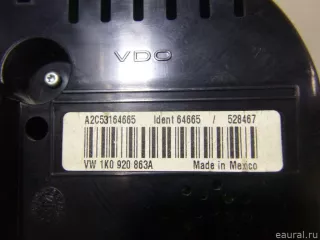 VDO
A2C53164665 Ident 64665 / 528467
VW 1K0 920 863A Made in Mexico
eaural.ru